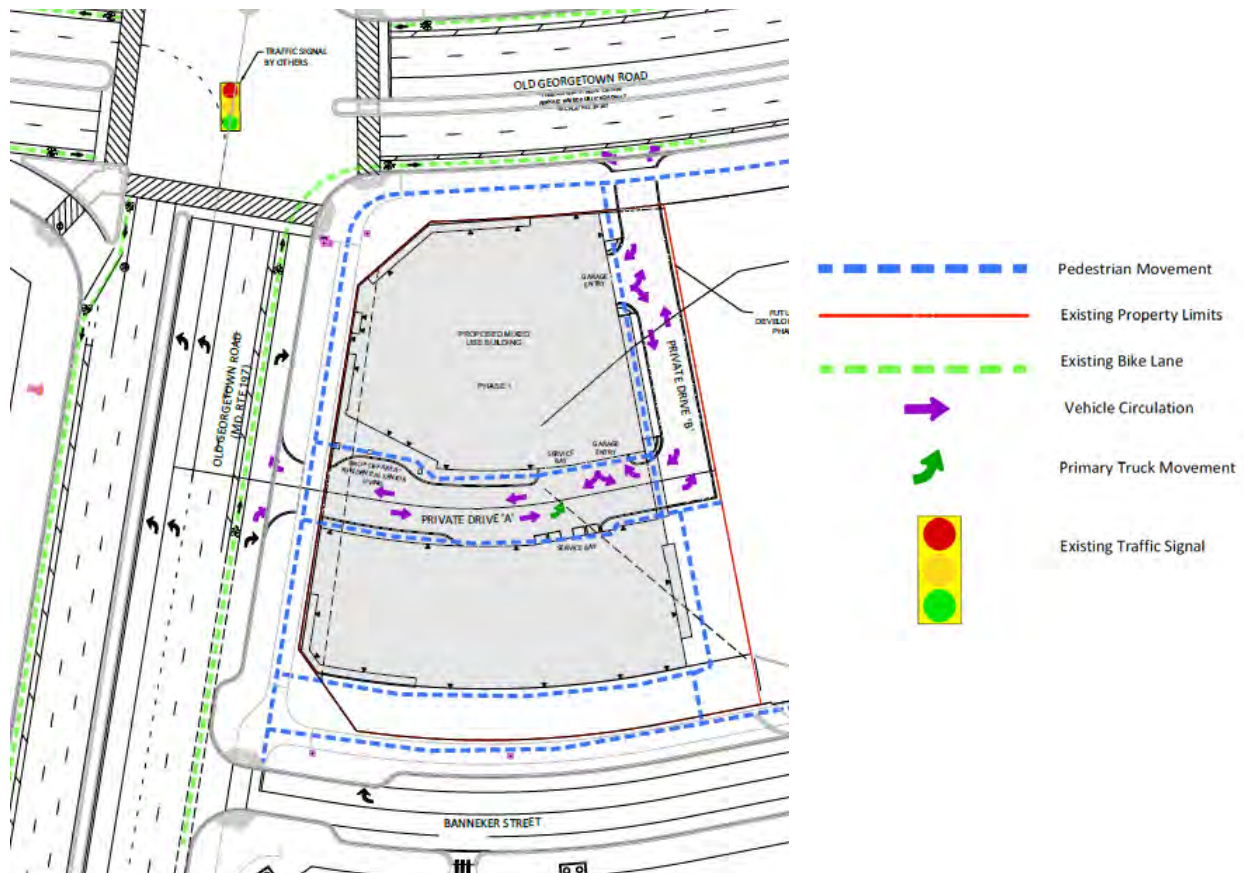 TRAFFIC SIGNAL
BY OTHERS
OLD GEORGETOWN ROAD
GARAGE
ENTRY
PROPOSED MIXED
USE BUILDING
PHASE 1
PRIVATE DRIVE 'B'
OLD GEORGETOWN ROAD
(MD. RTE 197)
SERVICE
BAY
GARAGE
ENTRY
PRIVATE DRIVE 'A'
SERVICE BAY
BANNEKER STREET
Pedestrian Movement
Existing Property Limits
Existing Bike Lane
Vehicle Circulation
Primary Truck Movement
Existing Traffic Signal